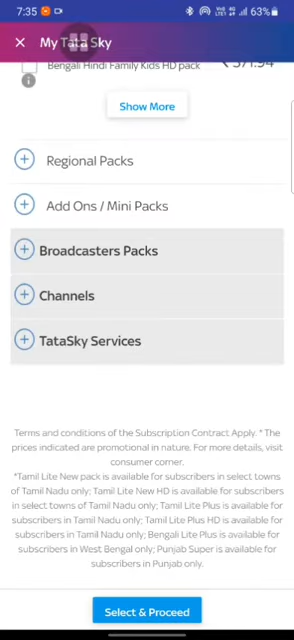 7:35
63%
My Tata Sky
Bengali Hindi Family Kids HD pack
₹ 371.94
Show More
Regional Packs
Add Ons / Mini Packs
Broadcasters Packs
Channels
TataSky Services
Terms and conditions of the Subscription Contract Apply. * The
prices indicated are promotional in nature. For more details, visit
consumer corner.
*Tamil Lite New pack is available for subscribers in select towns
of Tamil Nadu only; Tamil Lite New HD is available for subscribers
in select towns of Tamil Nadu only; Tamil Lite Plus is available for
subscribers in Tamil Nadu only; Tamil Lite Plus HD is available for
subscribers in Tamil Nadu only; Bengali Lite Plus is available for
subscribers in West Bengal only; Punjab Super is available for
subscribers in Punjab only.
Select & Proceed